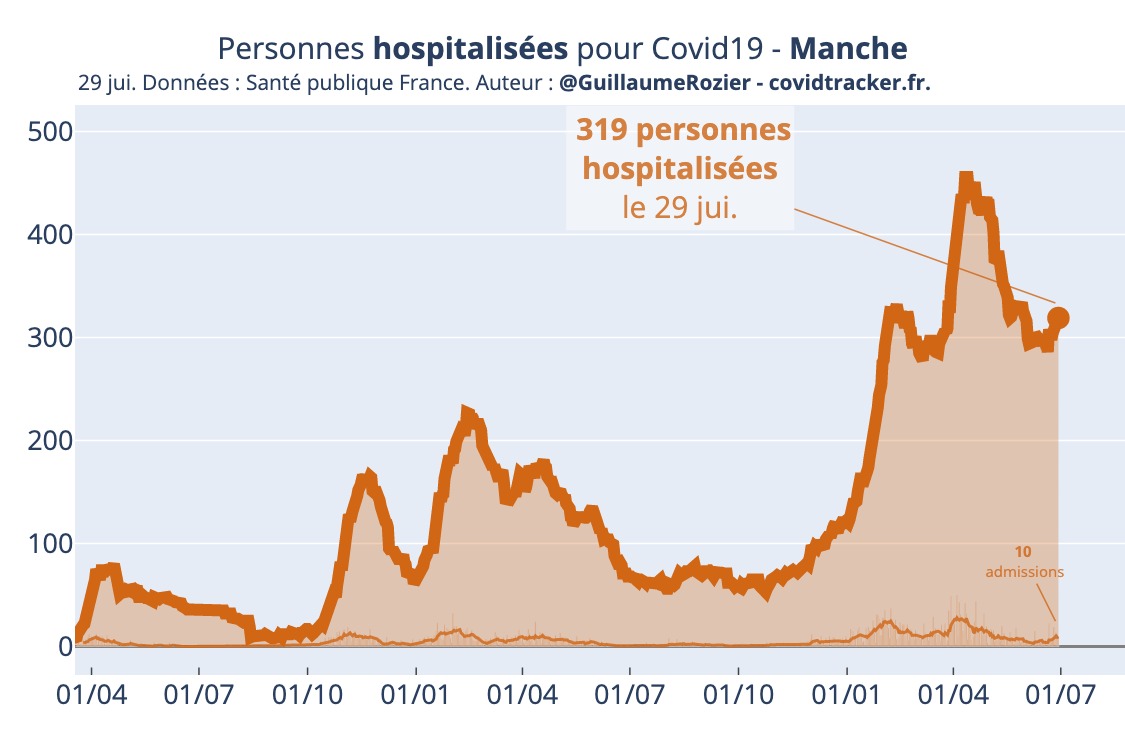 Personnes hospitalisées pour Covid19 - Manche
29 jui. Données : Santé publique France. Auteur : @GuillaumeRozier - covidtracker.fr.
500
319 personnes
hospitalisées
le 29 jui.
400
300
200
100
10
admissions
0
01/04 01/07 01/10 01/01 01/04 01/07 01/10 01/01 01/04 01/07